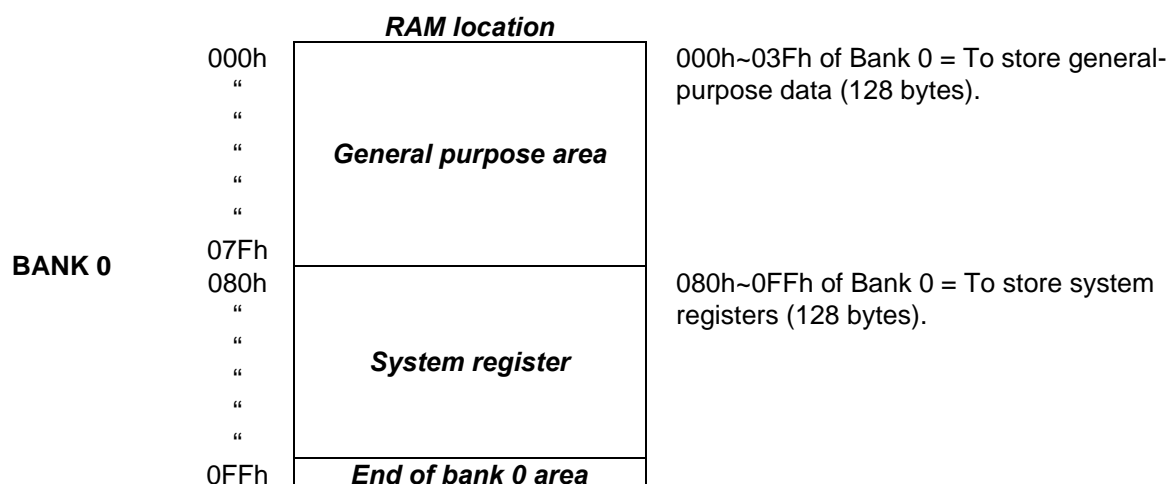 RAM location
000h
“
“
“
“
“
07Fh
General purpose area
000h~03Fh of Bank 0 = To store general-
purpose data (128 bytes).
BANK 0
080h
“
“
“
“
“
0FFh
System register
080h~0FFh of Bank 0 = To store system
registers (128 bytes).
End of bank 0 area